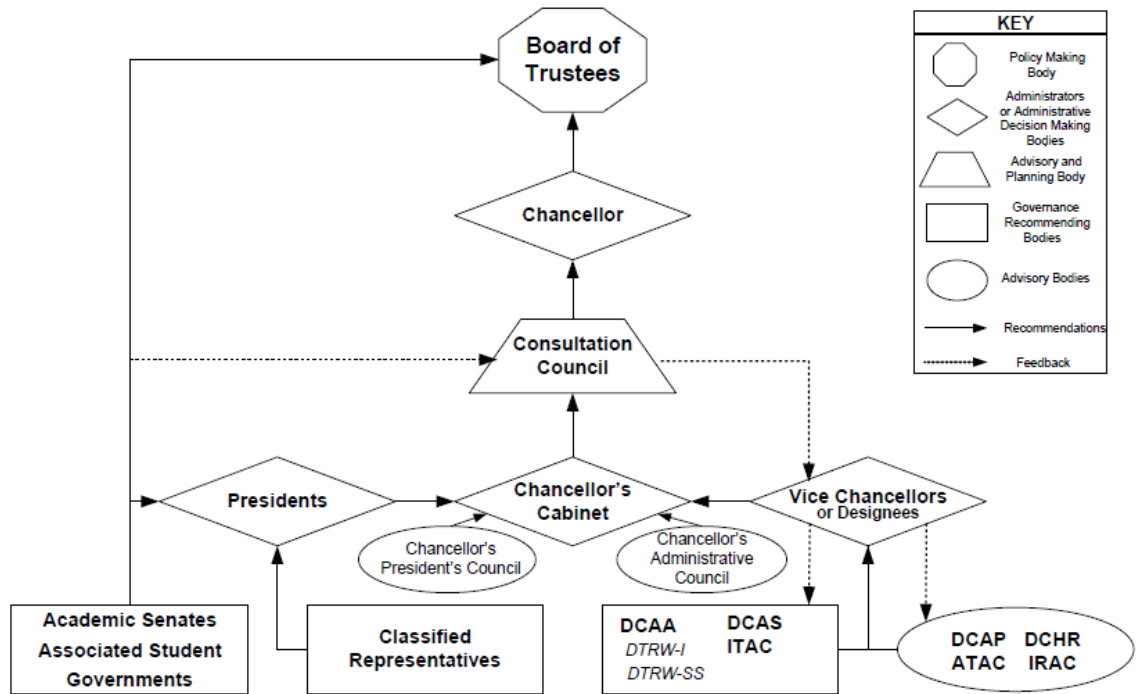 Board of
Trustees
KEY
Policy Making
Body
Administrators
or Administrative
Decision Making
Bodies
Advisory and
Planning Body
Governance
Recommending
Bodies
Advisory Bodies
Recommendations
Feedback
Chancellor
Consultation
Council
Presidents
Chancellor's
Cabinet
Vice Chancellors
or Designees
Chancellor's
President's Council
Chancellor's
Administrative
Council
Academic Senates
Associated Student
Governments
Classified
Representatives
DCAA DCAS
DTRW-I ITAC
DTRW-SS
DCAP DCHR
ATAC IRAC